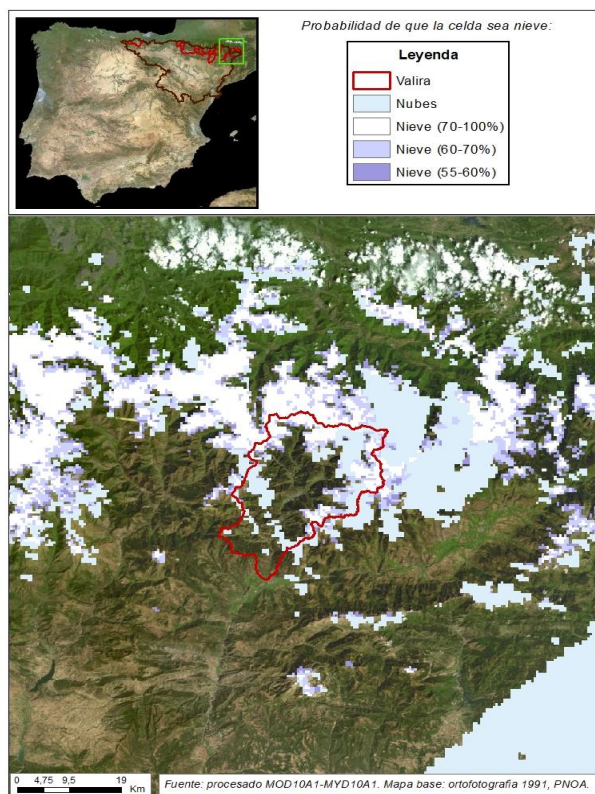 Probabilidad de que la celda sea nieve:
Leyenda
Valira
Nubes
Nieve (70-100%)
Nieve (60-70%)
Nieve (55-60%)
0 4,75 9,5 19
Km
Fuente: procesado MOD10A1-MYD10A1. Mapa base: ortofotografia 1991, PNOA.